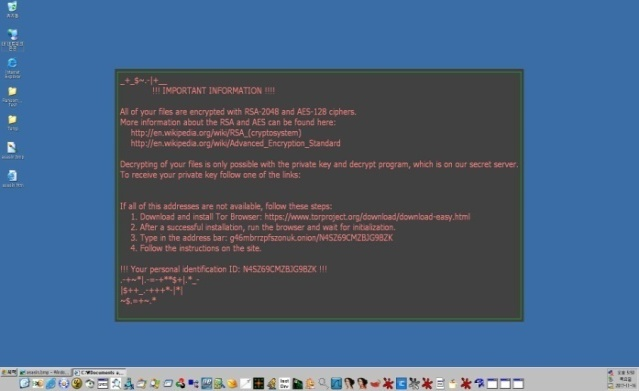 _+_$~.-|+__
!!! IMPORTANT INFORMATION !!!!
All of your files are encrypted with RSA-2048 and AES-128 ciphers.
More information about the RSA and AES can be found here:
http://en.wikipedia.org/wiki/RSA_(cryptosystem)
http://en.wikipedia.org/wiki/Advanced_Encryption_Standard
Decrypting of your files is only possible with the private key and decrypt program, which is on our secret server.
To receive your private key follow one of the links:
If all of this addresses are not available, follow these steps:
1. Download and install Tor Browser: https://www.torproject.org/download/download-easy.html
2. After a successful installation, run the browser and wait for initialization.
3. Type in the address bar: g46mbrrzpfszonuk.onion/N4SZ69CMZBJG9BZK
4. Follow the instructions on the site.
!!! Your personal identification ID: N4SZ69CMZBJG9BZK !!!
.-+~*|.-=-+**$+|.*_-
|$++_.-+++*-|*|
~$.=+~.*